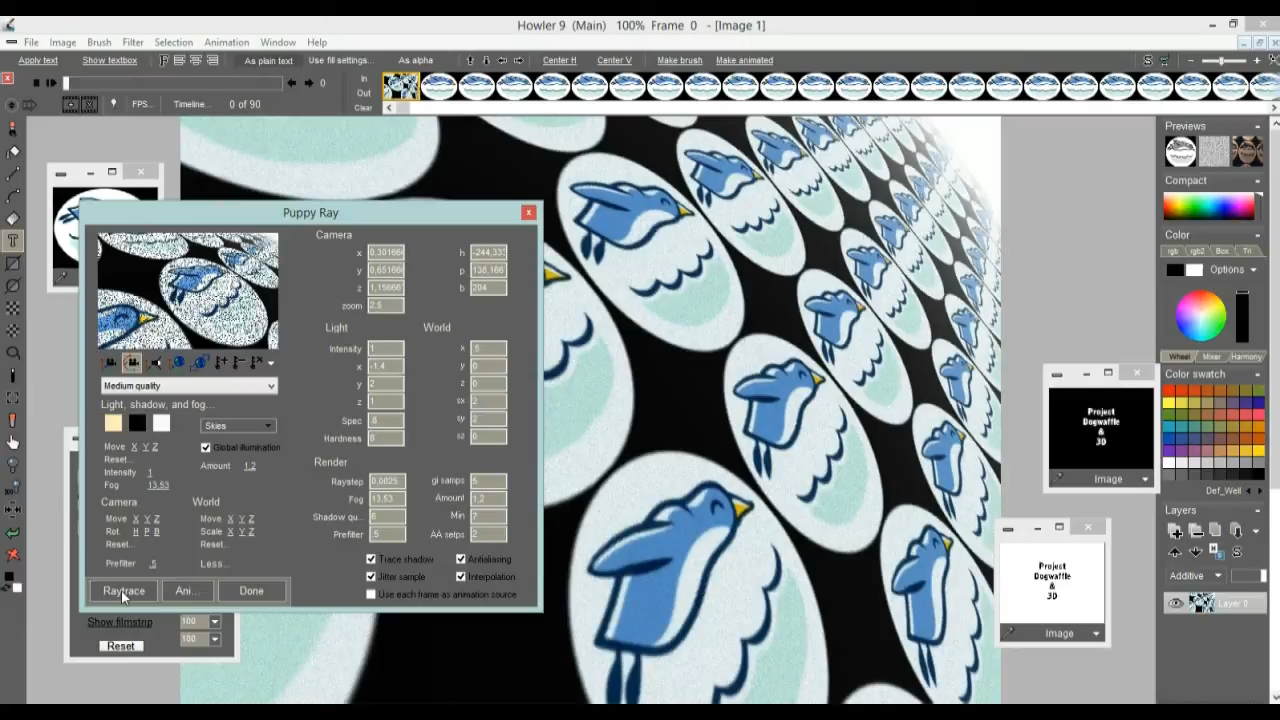 Howler 9 (Main) 100% Frame 0 - [Image 1]
File Image Brush Filter Selection Animation Window Help
Apply text Show textbox As plain text Use fill settings... As alpha Center H Center V Make brush Make animated
0
In
Out
Clear
FPS... Timeline... 0 of 90
Previews
Compact
Color
rgb rgb2 Box Tri
Options
Wheel Mixer Harmony
Color swatch
Def_Well
Layers
Additive
Layer 0
Puppy Ray
Camera
x 0,30166 h -244,33
y 0,65166 p 138,166
z 1,15666 b 204
zoom 2.5
Light World
Intensity 1 x .5
x -1.4 y 0
y 2 z 0
z 1 sx 2
Spec .8 sy 2
Hardness 8 sz 0
Render
Raystep 0,0025 gi samps 5
Fog 13,53 Amount 1,2
Shadow qu... 6 Min 7
Prefilter .5 AA setps 2
Trace shadow Antialiasing
Jitter sample Interpolation
Use each frame as animation source
Medium quality
Light, shadow, and fog...
Skies
Move X Y Z Global illumination
Reset...
Intensity 1 Amount 1,2
Fog 13,53
Camera World
Move X Y Z Move X Y Z
Rot. H P B Scale X Y Z
Reset... Reset...
Prefilter .5 Less...
Raytrace Ani... Done
Show filmstrip 100
100
Reset
Project
Dogwaffle
&
3D
Image
Project
Dogwaffle
&
3D
Image